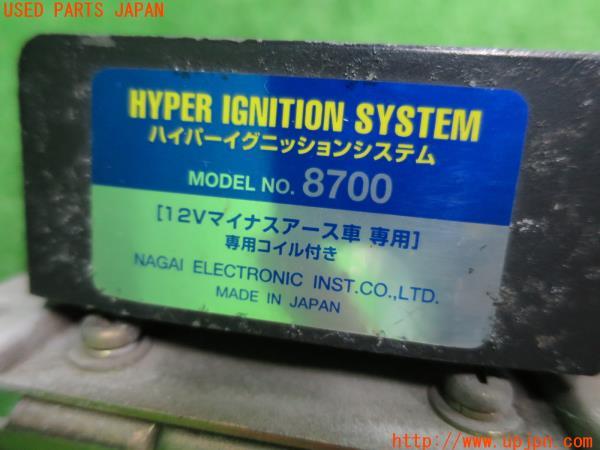 USED PARTS JAPAN
HYPER IGNITION SYSTEM
ハイパーイグニッションシステム
MODEL NO. 8700
[12Vマイナスアース車 専用]
専用コイル付き
NAGAI ELECTRONIC INST.CO.,LTD.
MADE IN JAPAN
http://www.upjpn.com